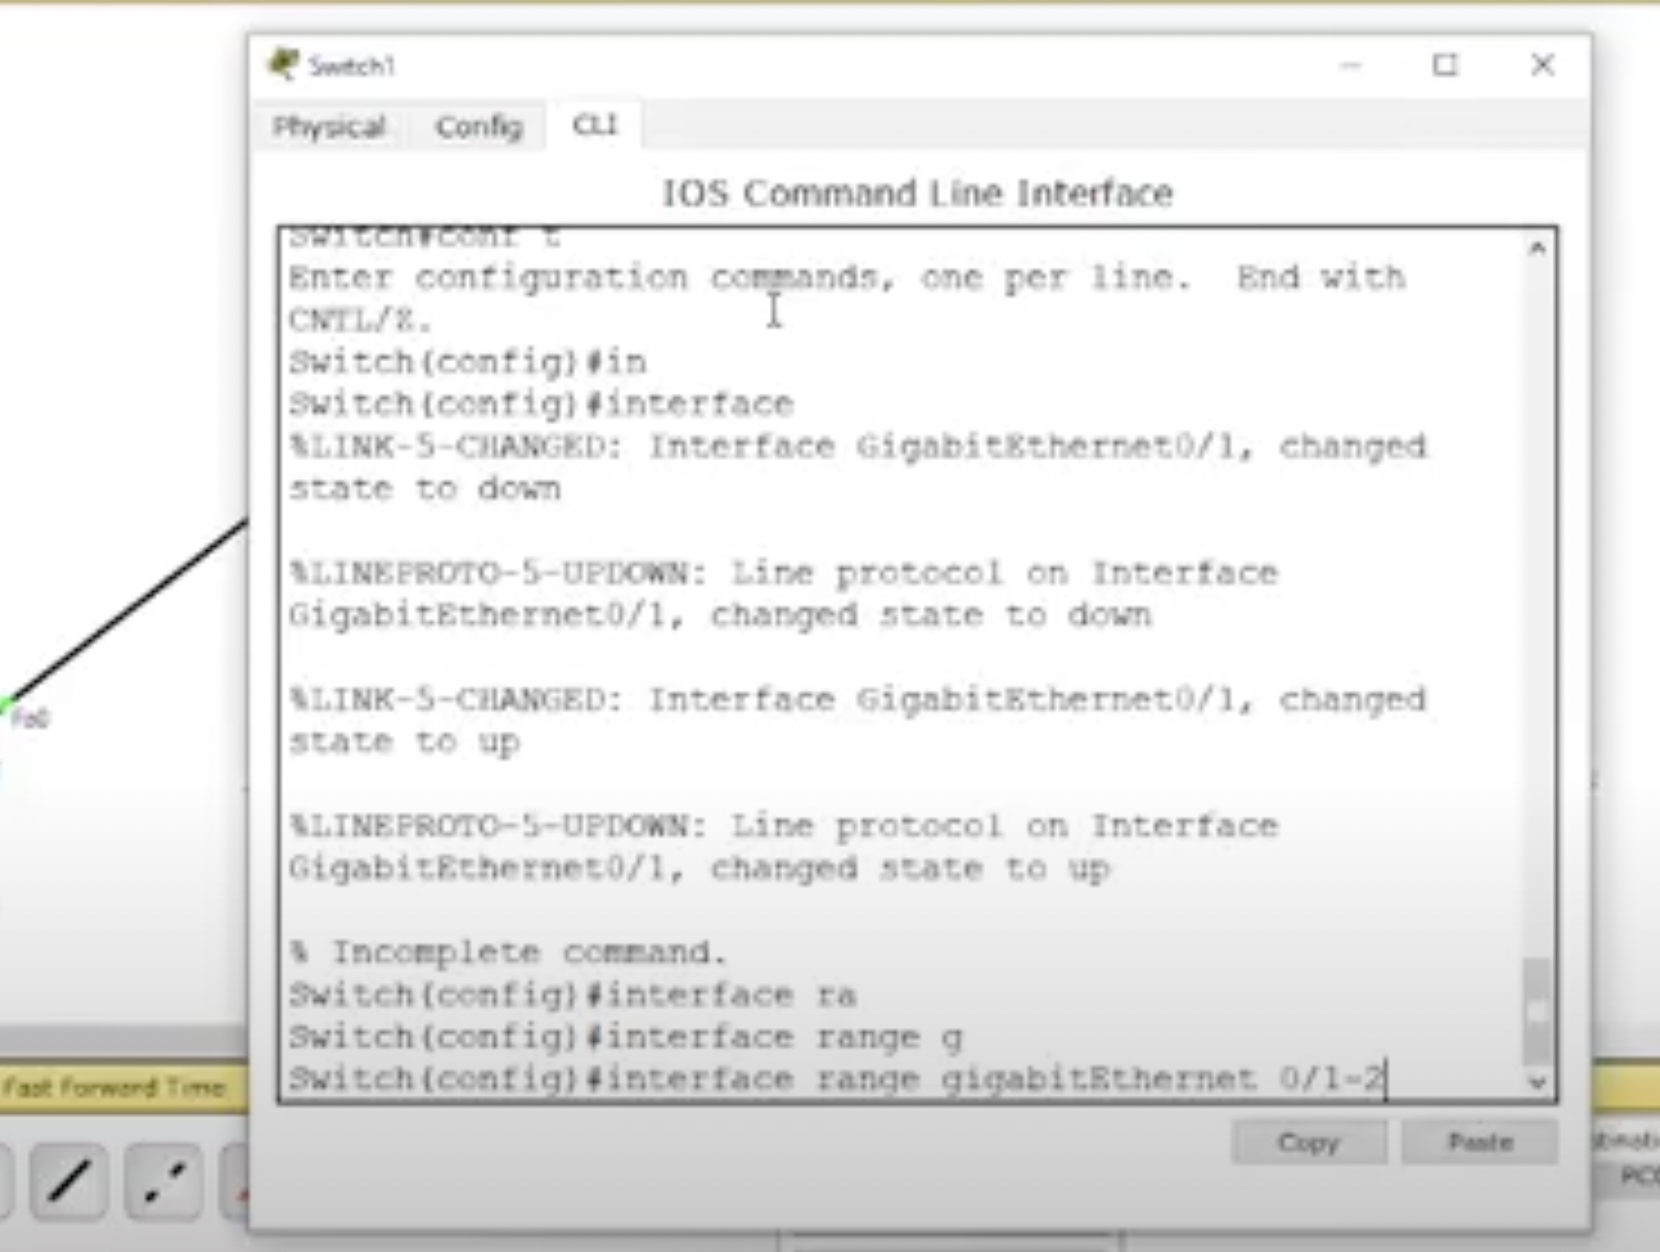 Switch1
Physical Config CLI
IOS Command Line Interface
Switch#conf t
Enter configuration commands, one per line. End with
CNTL/Z.
Switch(config)#in
Switch(config)#interface
%LINK-5-CHANGED: Interface GigabitEthernet0/1, changed
state to down
%LINEPROTO-5-UPDOWN: Line protocol on Interface
GigabitEthernet0/1, changed state to down
%LINK-5-CHANGED: Interface GigabitEthernet0/1, changed
state to up
%LINEPROTO-5-UPDOWN: Line protocol on Interface
GigabitEthernet0/1, changed state to up
% Incomplete command.
Switch(config)#interface ra
Switch(config)#interface range g
Switch(config)#interface range gigabitEthernet 0/1-2
Copy Paste
Fa0
Fast Forward Time